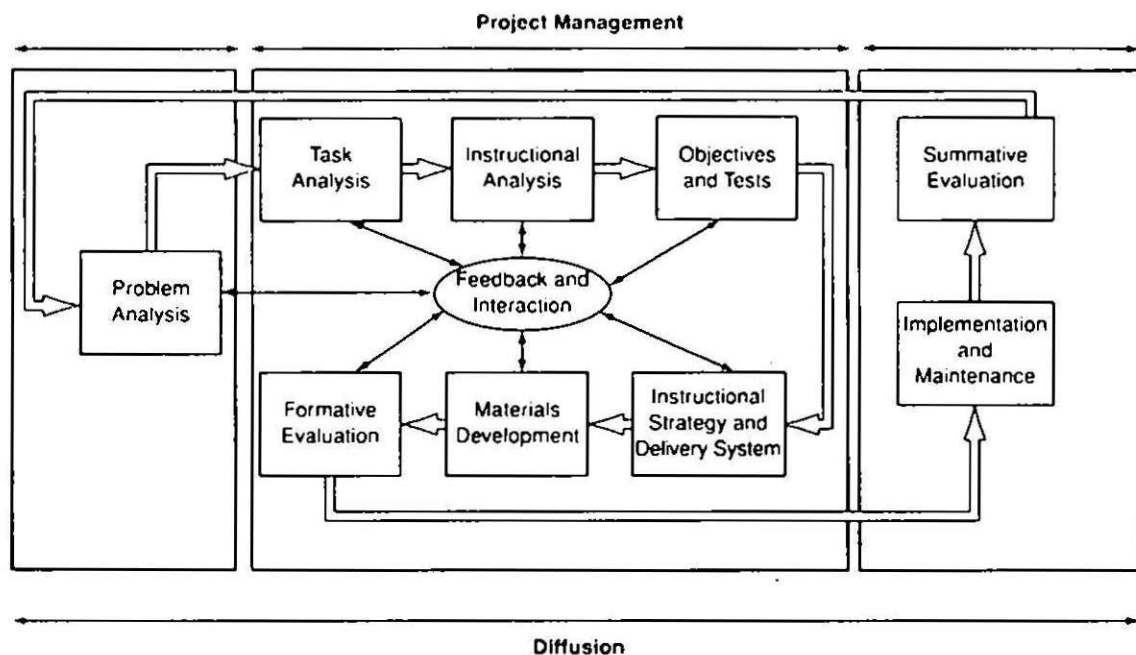 Project Management
Task
Analysis
Instructional
Analysis
Objectives
and Tests
Summative
Evaluation
Problem
Analysis
Feedback and
Interaction
Implementation
and
Maintenance
Formative
Evaluation
Materials
Development
Instructional
Strategy and
Delivery System
Diffusion